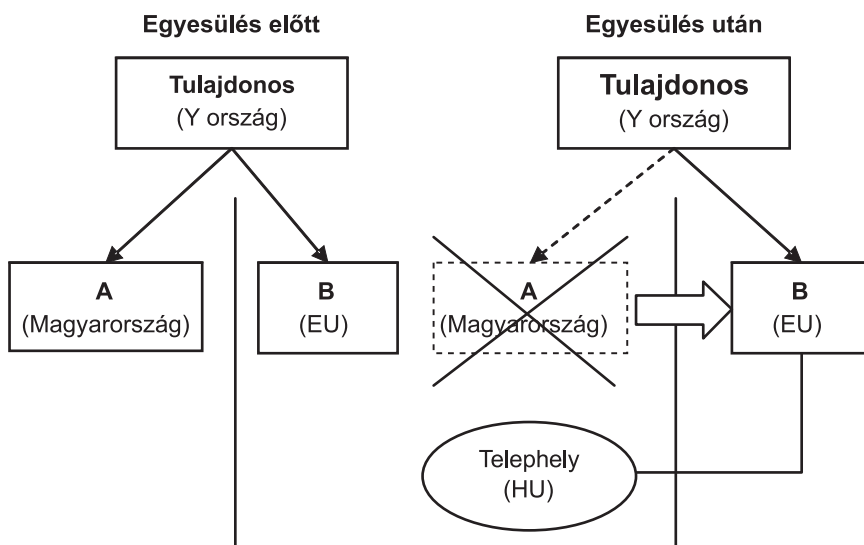 Egyesülés előtt
Tulajdonos
(Y ország)
A
(Magyarország)
B
(EU)
Egyesülés után
Tulajdonos
(Y ország)
A
(Magyarország)
B
(EU)
Telephely
(HU)